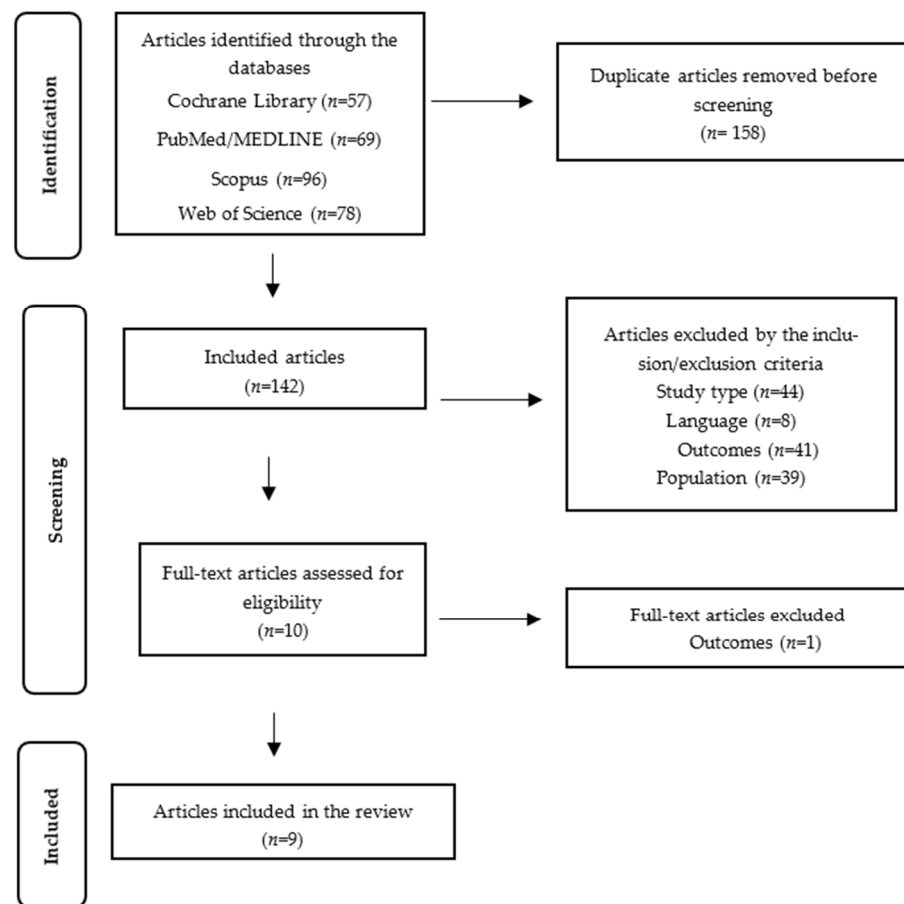 Identification
Articles identified through the
databases
Cochrane Library (n=57)
PubMed/MEDLINE (n=69)
Scopus (n=96)
Web of Science (n=78)
Duplicate articles removed before
screening
(n= 158)
Screening
Included articles
(n=142)
Articles excluded by the inclu-
sion/exclusion criteria
Study type (n=44)
Language (n=8)
Outcomes (n=41)
Population (n=39)
Full-text articles assessed for
eligibility
(n=10)
Full-text articles excluded
Outcomes (n=1)
Included
Articles included in the review
(n=9)